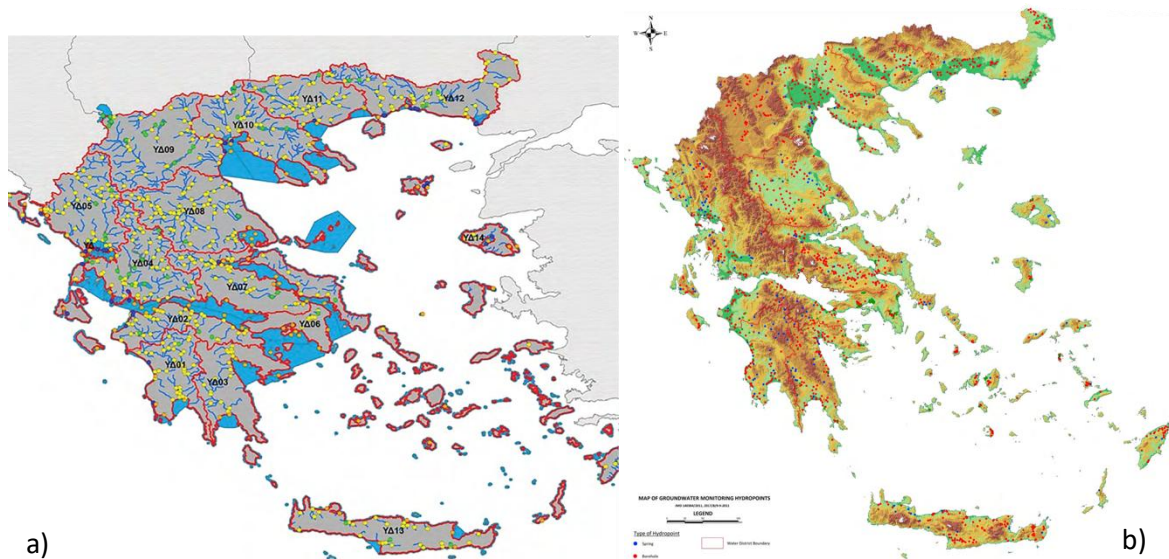 ΥΔ11
ΥΔ12
ΥΔ10
ΥΔ09
ΥΔ05
ΥΔ08
ΥΔ14
ΥΔ
ΥΔ04
ΥΔ07
ΥΔ02
ΥΔ06
ΥΔ01
ΥΔ03
ΥΔ13
a)
N
W E
S
MAP OF GROUNDWATER MONITORING HYDROPOINTS
LEGEND
Type of Hydropoint
Spring
Water District Boundary
Borehole
b)